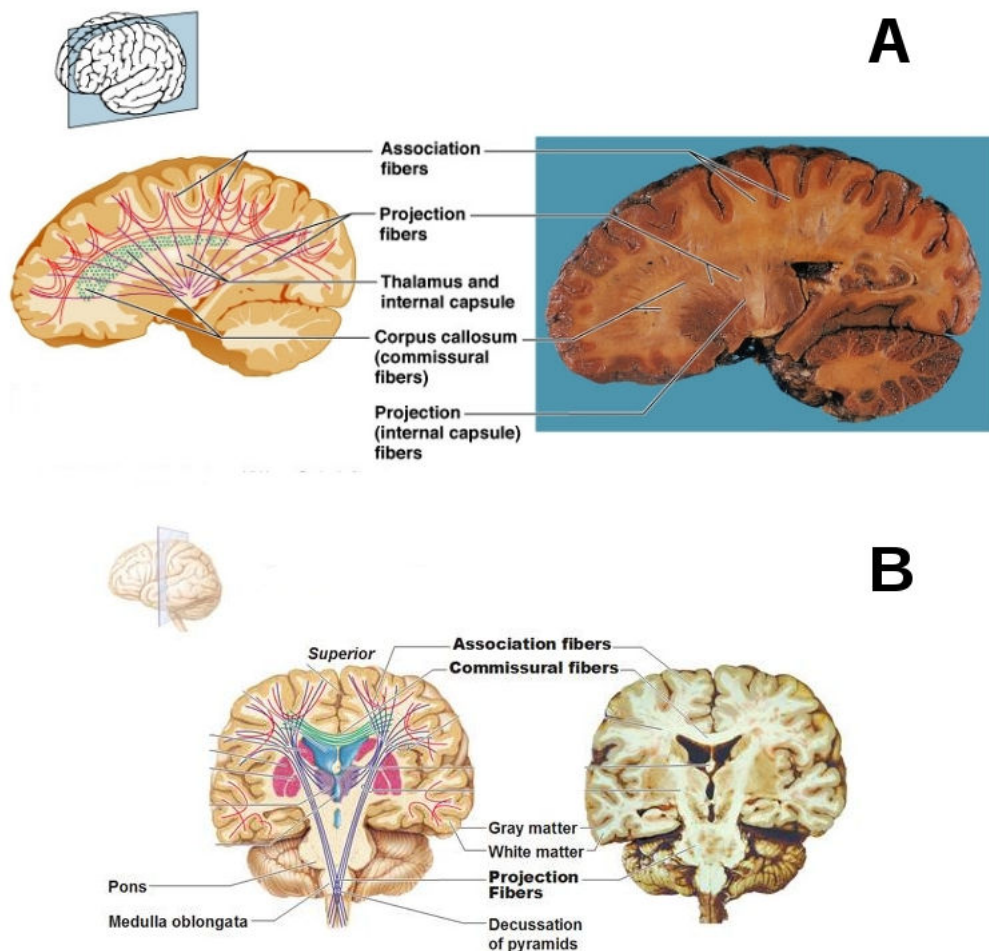 A
Association
fibers
Projection
fibers
Thalamus and
internal capsule
Corpus callosum
(commissural
fibers)
Projection
(internal capsule)
fibers
B
Superior
Association fibers
Commissural fibers
Gray matter
White matter
Pons
Projection
Fibers
Medulla oblongata
Decussation
of pyramids